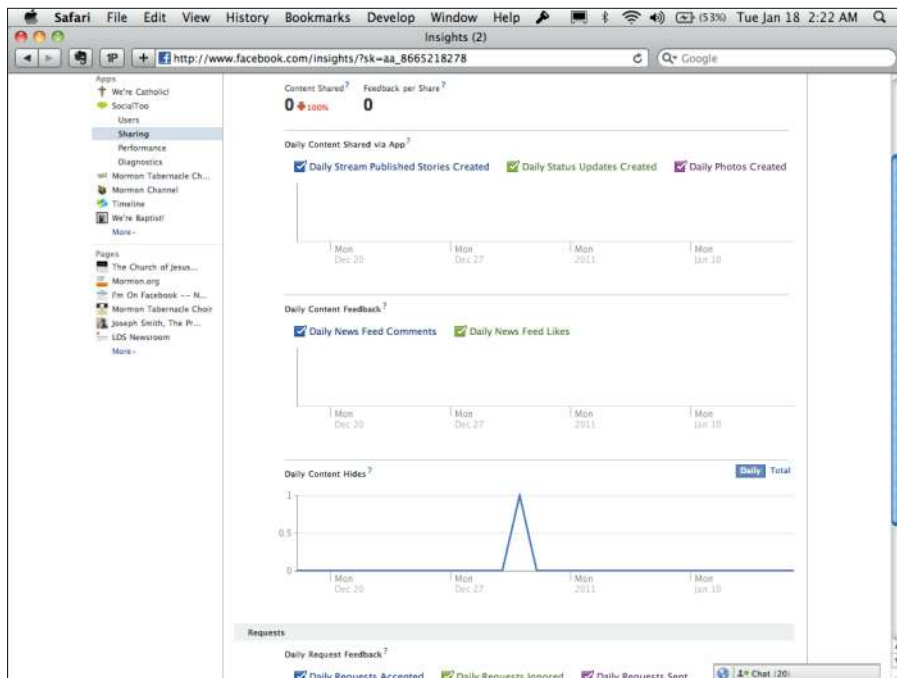 Safari File Edit View History Bookmarks Develop Window Help (53%) Tue Jan 18 2:22 AM
Insights (2)
1P + http://www.facebook.com/insights/?sk=aa_8665218278 Google
Apps
We're Catholic!
SocialToo
Users
Sharing
Performance
Diagnostics
Mormon Tabernacle Ch...
Mormon Channel
Timeline
We're Baptist!
More
Pages
The Church of Jesus...
Mormon.org
I'm On Facebook -- N...
Mormon Tabernacle Choir
Joseph Smith, The Pr...
LDS Newsroom
More
Content Shared ? Feedback per Share ?
0 100% 0
Daily Content Shared via App ?
Daily Stream Published Stories Created Daily Status Updates Created Daily Photos Created
Mon Mon Mon Mon
Dec 20 Dec 27 2011 Jan 10
Daily Content Feedback ?
Daily News Feed Comments Daily News Feed Likes
Mon Mon Mon Mon
Dec 20 Dec 27 2011 Jan 10
Daily Content Hides ? Daily Total
1
0.5
0
Mon Mon Mon Mon
Dec 20 Dec 27 2011 Jan 10
Requests
Daily Request Feedback ?
Daily Requests Accepted Daily Requests Ignored Daily Requests Sent
Chat (20)